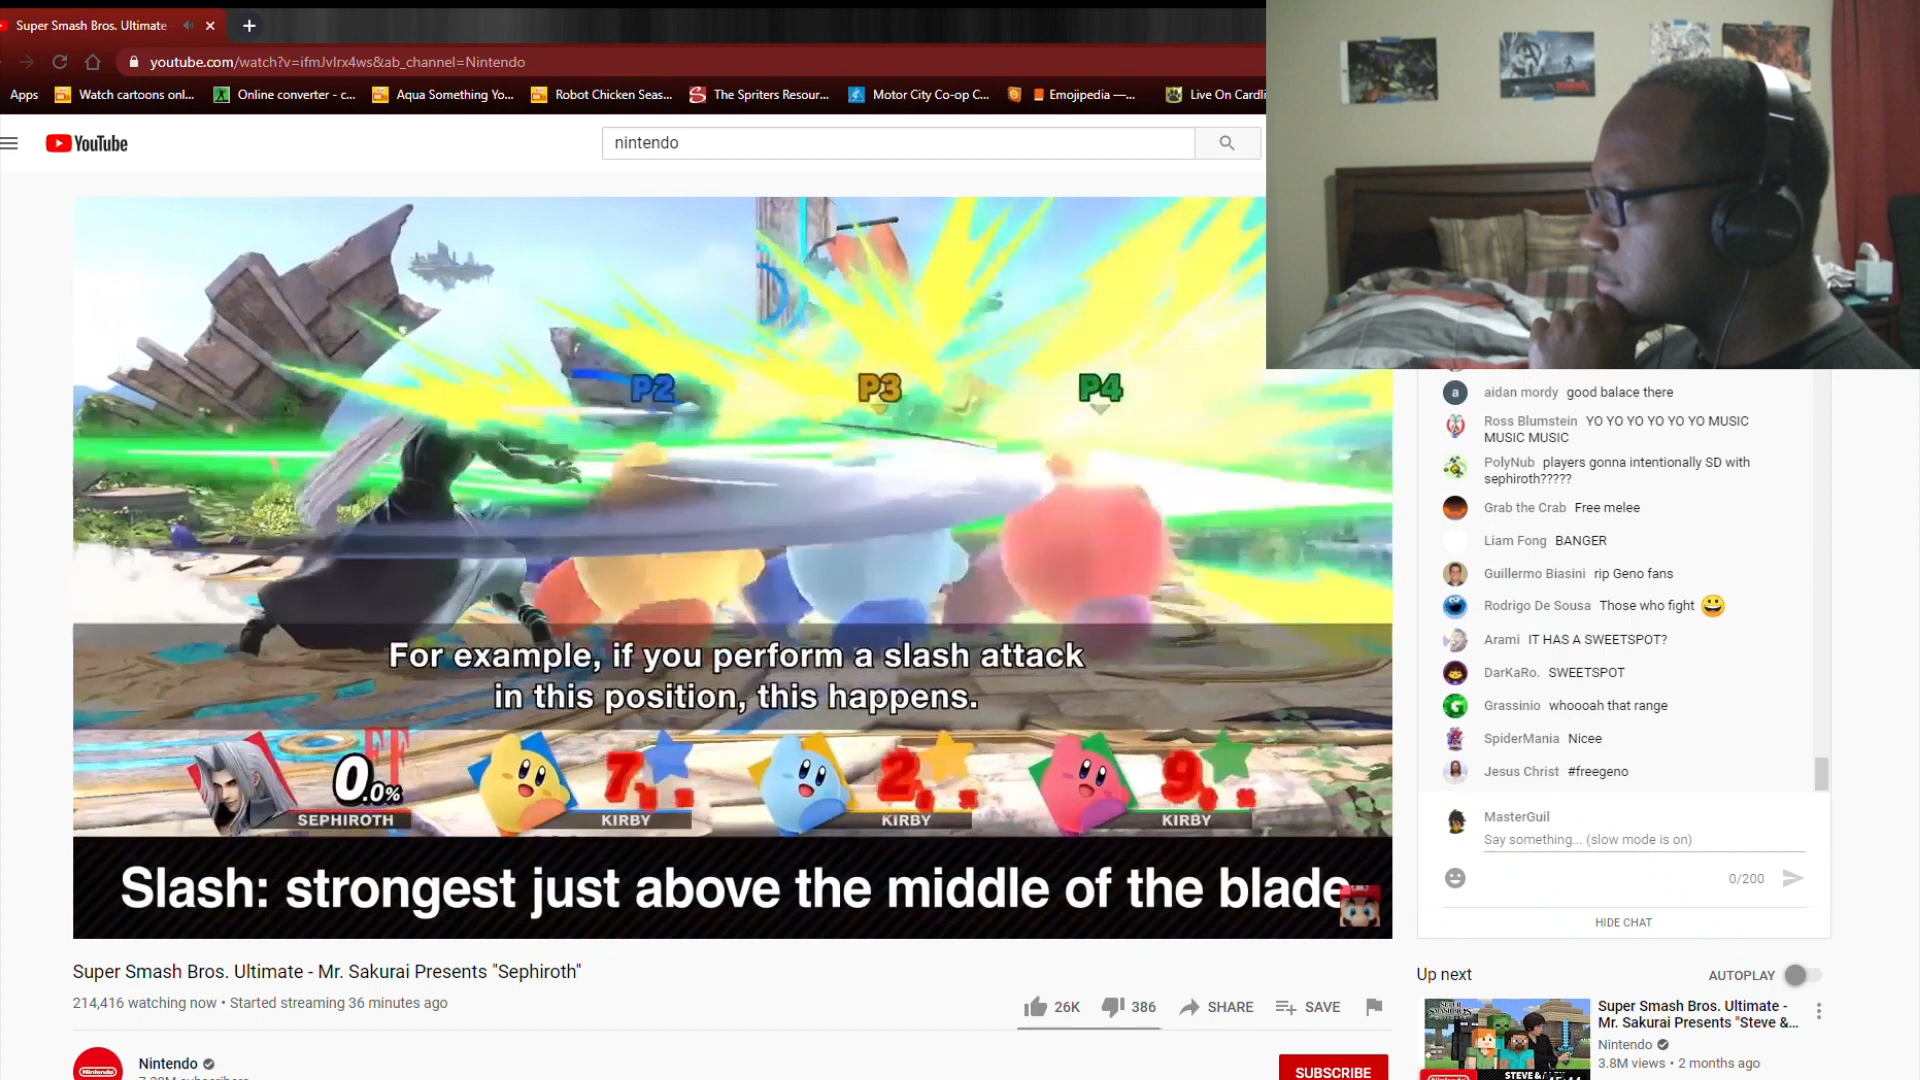 Super Smash Bros. Ultimate
youtube.com/watch?v=ifmJvlrx4ws&ab_channel=Nintendo
Apps
Watch cartoons onl...
Online converter - c...
Aqua Something Yo...
Robot Chicken Seas...
The Spriters Resour...
Motor City Co-op C...
Emojipedia —...
Live On Cardli
YouTube
nintendo
P2
P3
P4
For example, if you perform a slash attack
in this position, this happens.
FF
0.0%
7
2
9
SEPHIROTH
KIRBY
KIRBY
KIRBY
Slash: strongest just above the middle of the blade
Super Smash Bros. Ultimate - Mr. Sakurai Presents "Sephiroth"
214,416 watching now • Started streaming 36 minutes ago
26K
386
SHARE
SAVE
Nintendo
Nintendo
SUBSCRIBE
aidan mordy good balace there
Ross Blumstein YO YO YO YO YO YO MUSIC
MUSIC MUSIC
PolyNub players gonna intentionally SD with
sephiroth?????
Grab the Crab Free melee
Liam Fong BANGER
Guillermo Biasini rip Geno fans
Rodrigo De Sousa Those who fight 😀
Arami IT HAS A SWEETSPOT?
DarKaRo. SWEETSPOT
Grassinio whoooah that range
SpiderMania Nicee
Jesus Christ #freegeno
MasterGuil
Say something... (slow mode is on)
0/200
HIDE CHAT
Up next
AUTOPLAY
Super Smash Bros. Ultimate -
Mr. Sakurai Presents "Steve &...
Nintendo
3.8M views • 2 months ago